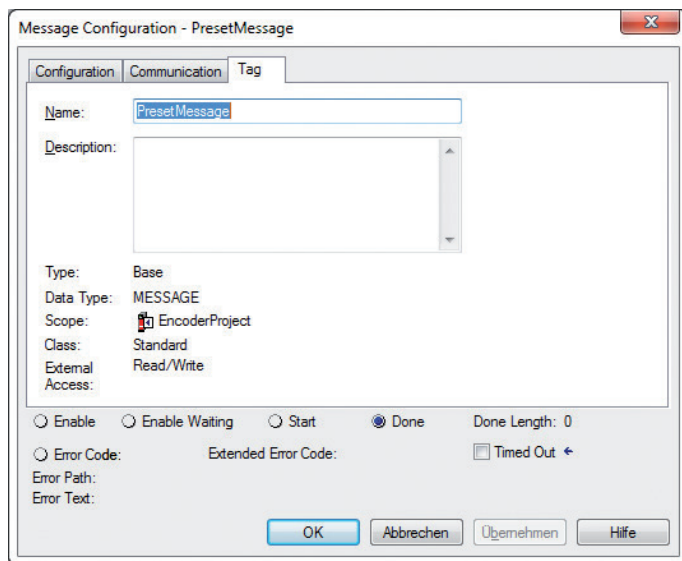 Message Configuration - PresetMessage
Configuration Communication Tag
Name: PresetMessage
Description:
Type: Base
Data Type: MESSAGE
Scope: EncoderProject
Class: Standard
External Access: Read/Write
Enable Enable Waiting Start Done Done Length: 0
Error Code: Extended Error Code: Timed Out
Error Path:
Error Text:
OK Abbrechen Übernehmen Hilfe